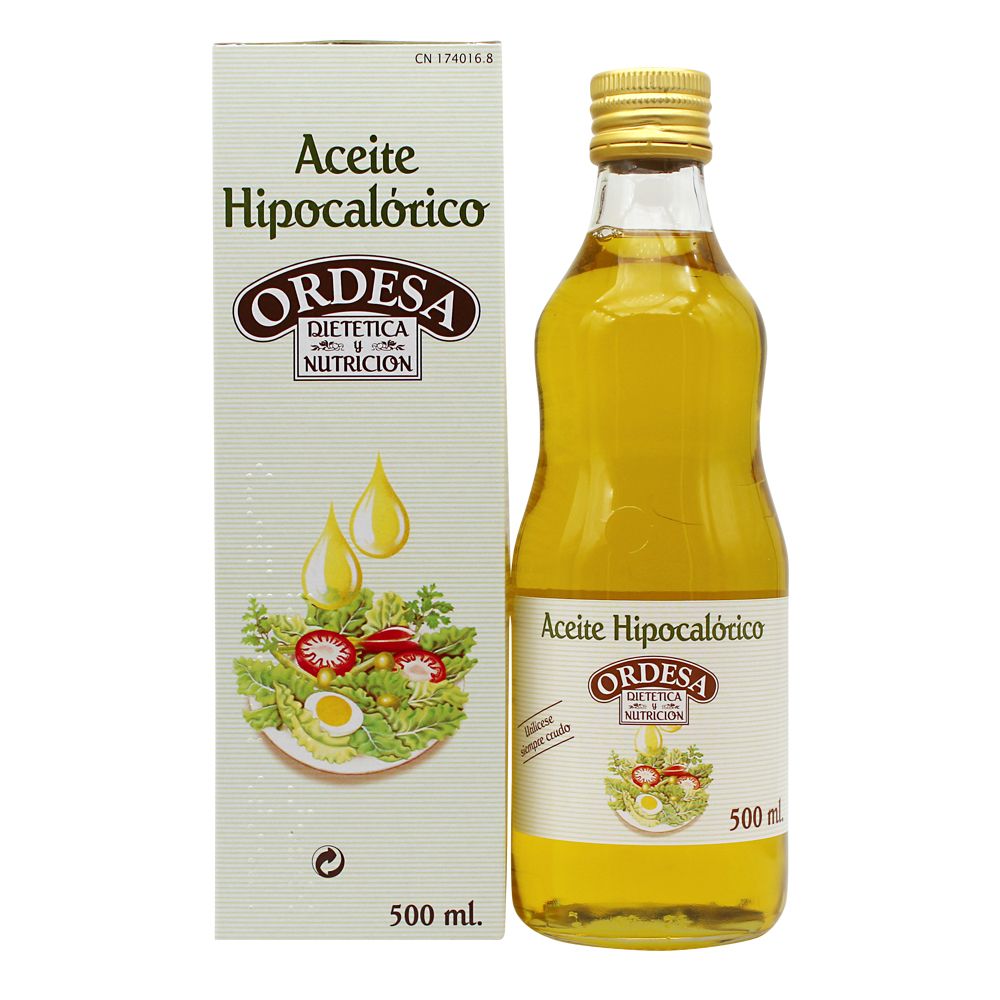 CN 174016.8
Aceite
Hipocalórico
ORDESA
DIETETICA
y
NUTRICION
500 ml.
Aceite Hipocalórico
ORDESA
DIETETICA
y
NUTRICION
Utilícese
siempre crudo
500 ml.